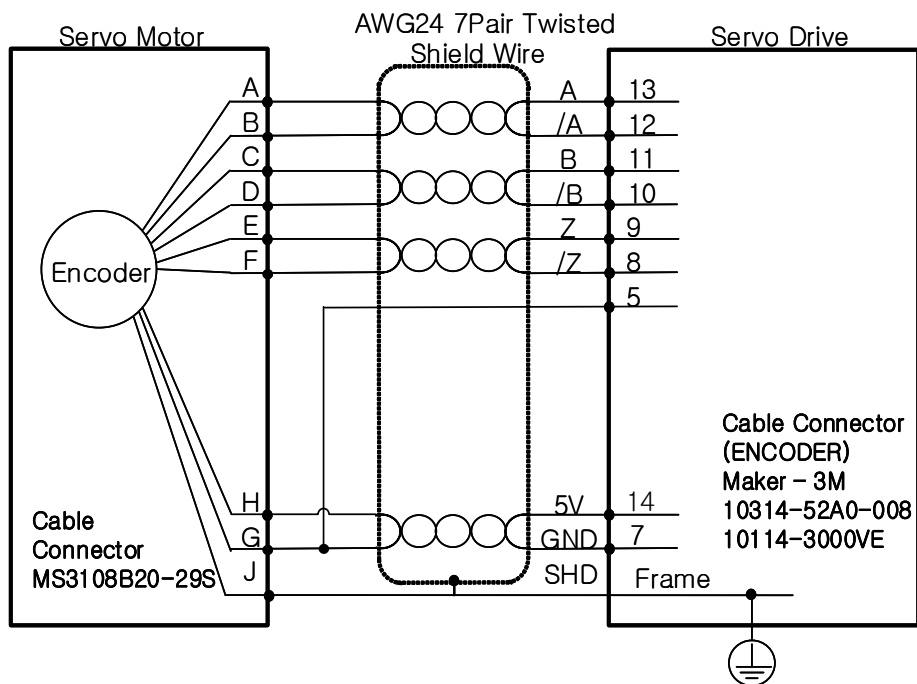 AWG24 7Pair Twisted
Shield Wire
Servo Motor
Servo Drive
A
A
13
B
/A
12
C
B
11
D
/B
10
E
Z
9
F
/Z
8
Encoder
5
Cable Connector
(ENCODER)
Maker - 3M
10314-52A0-008
10114-3000VE
H
5V
14
G
GND
7
J
SHD
Frame
Cable
Connector
MS3108B20-29S